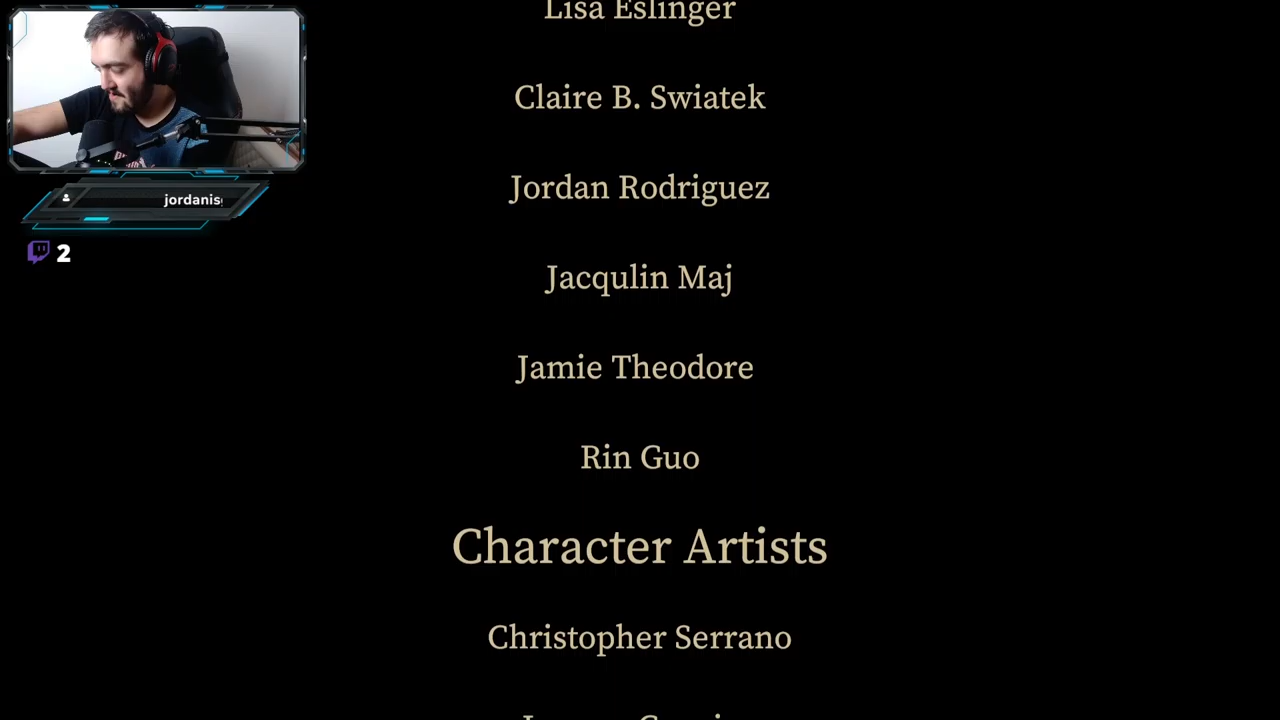 Lisa Eslinger
Claire B. Swiatek
jordanis
2
Jordan Rodriguez
Jacqulin Maj
Jamie Theodore
Rin Guo
Character Artists
Christopher Serrano